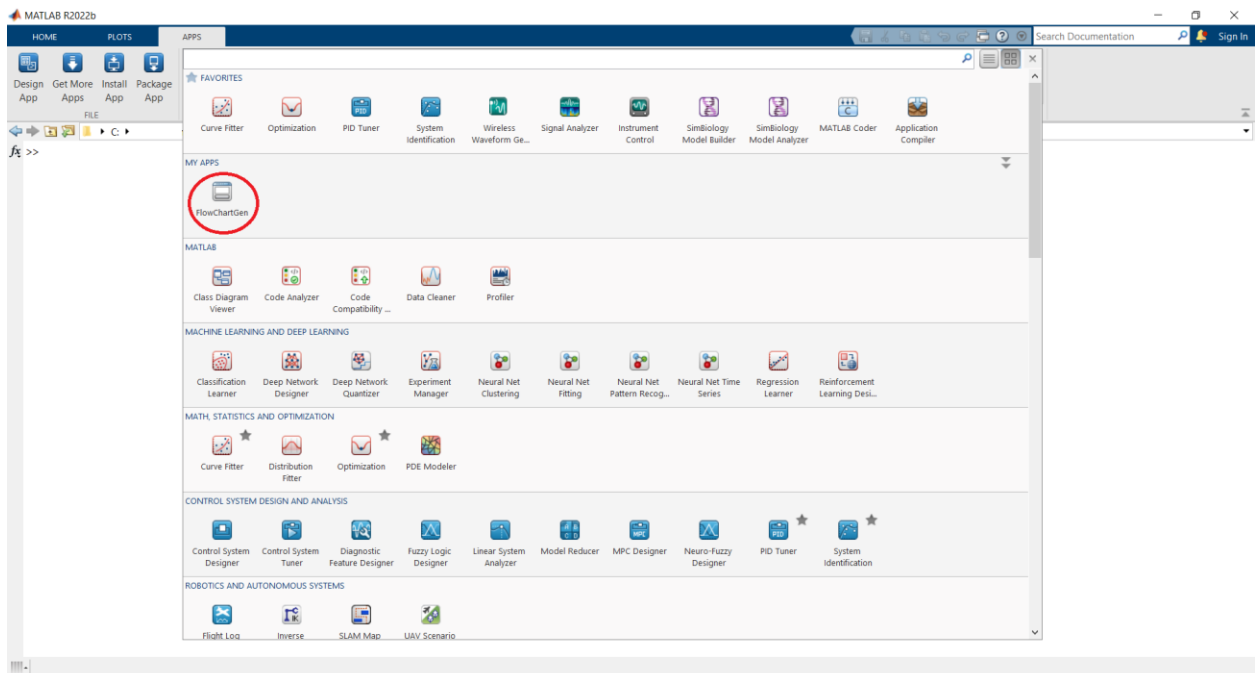 MATLAB R2022b
HOME PLOTS APPS
Search Documentation
Sign In
Design App
Get More Apps
Install App
Package App
FILE
C:
fx >>
FAVORITES
Curve Fitter
Optimization
PID Tuner
System Identification
Wireless Waveform Ge...
Signal Analyzer
Instrument Control
SimBiology Model Builder
SimBiology Model Analyzer
MATLAB Coder
Application Compiler
MY APPS
FlowChartGen
MATLAB
Class Diagram Viewer
Code Analyzer
Code Compatibility ...
Data Cleaner
Profiler
MACHINE LEARNING AND DEEP LEARNING
Classification Learner
Deep Network Designer
Deep Network Quantizer
Experiment Manager
Neural Net Clustering
Neural Net Fitting
Neural Net Pattern Recog...
Neural Net Time Series
Regression Learner
Reinforcement Learning Desi...
MATH, STATISTICS AND OPTIMIZATION
Curve Fitter
Distribution Fitter
Optimization
PDE Modeler
CONTROL SYSTEM DESIGN AND ANALYSIS
Control System Designer
Control System Tuner
Diagnostic Feature Designer
Fuzzy Logic Designer
Linear System Analyzer
Model Reducer
MPC Designer
Neuro-Fuzzy Designer
PID Tuner
System Identification
ROBOTICS AND AUTONOMOUS SYSTEMS
Flight Log
Inverse
SLAM Map
UAV Scenario